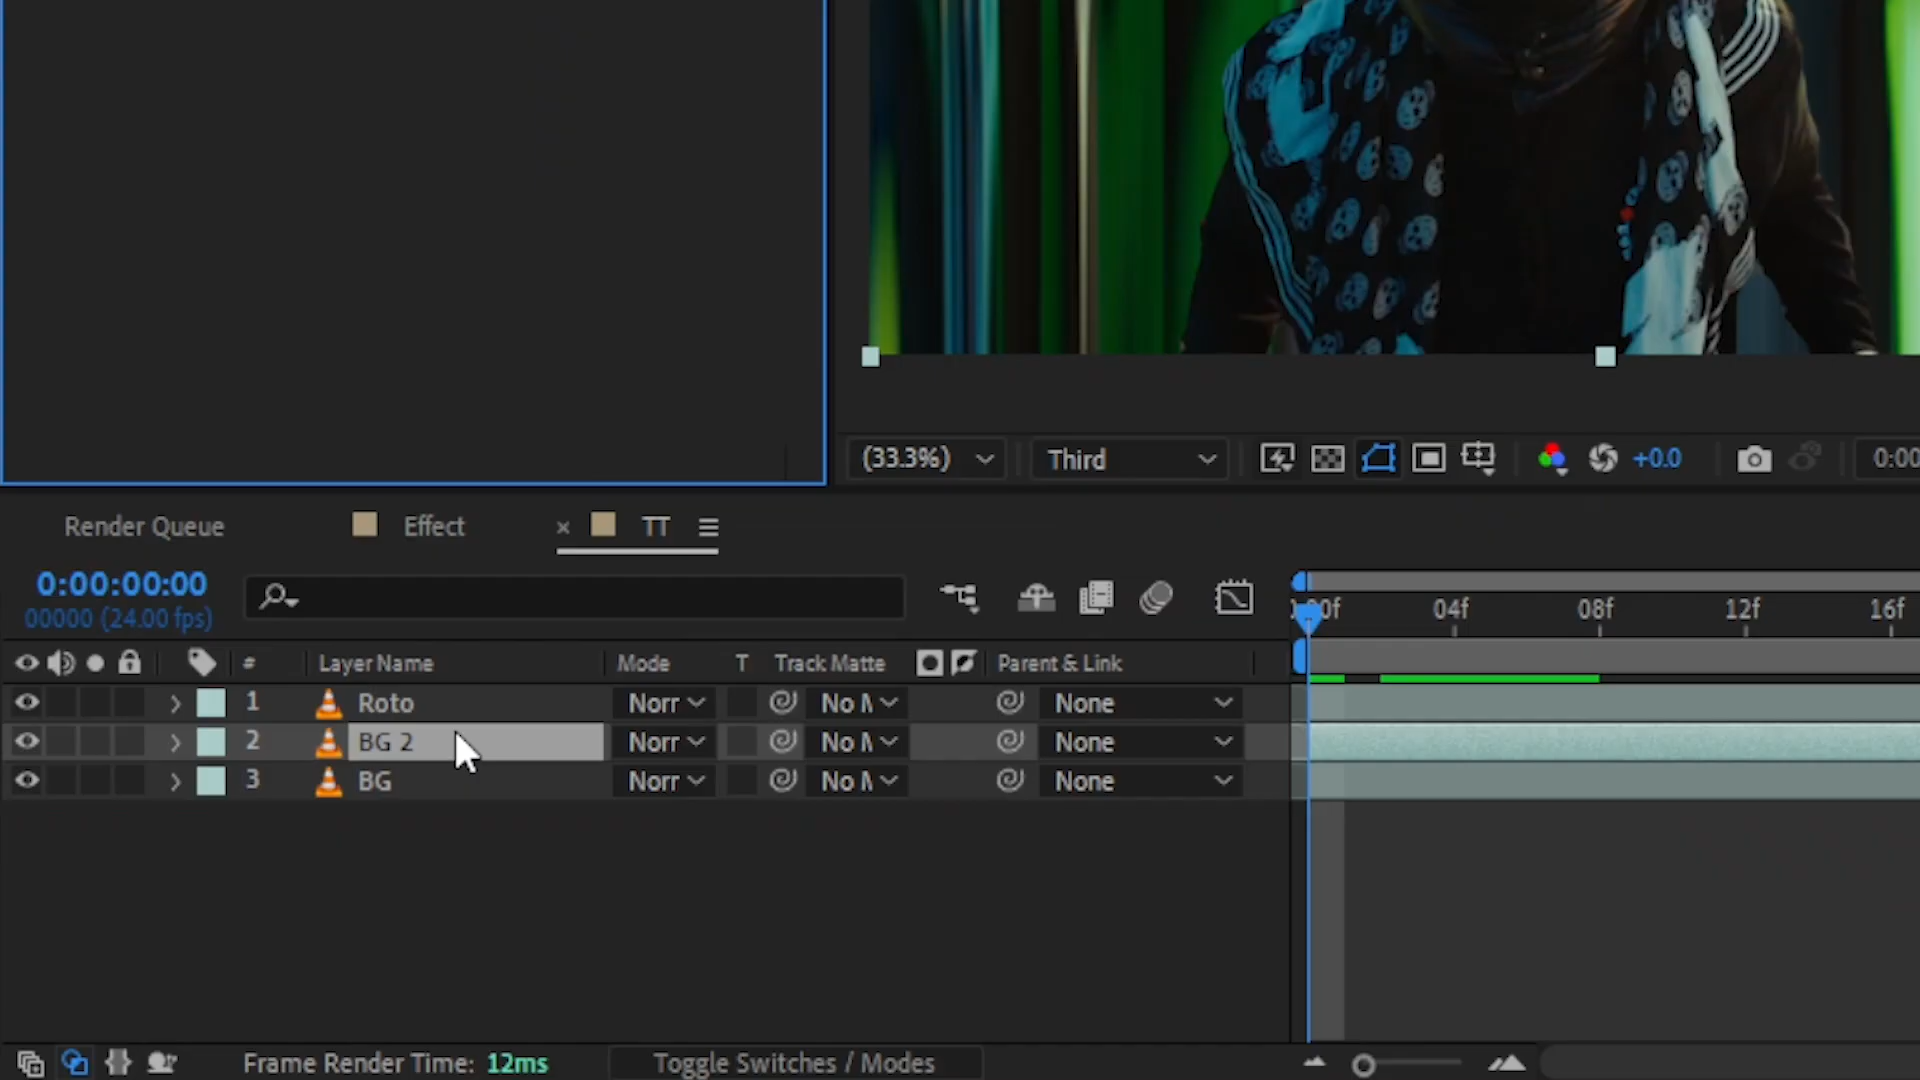 (33.3%) Third +0.0 0:00
Render Queue Effect × TT
0:00:00:00
00000 (24.00 fps)
:00f 04f 08f 12f 16f
# Layer Name Mode T Track Matte Parent & Link
1 Roto Norr No M None
2 BG 2 Norr No M None
3 BG Norr No M None
Frame Render Time: 12ms Toggle Switches / Modes